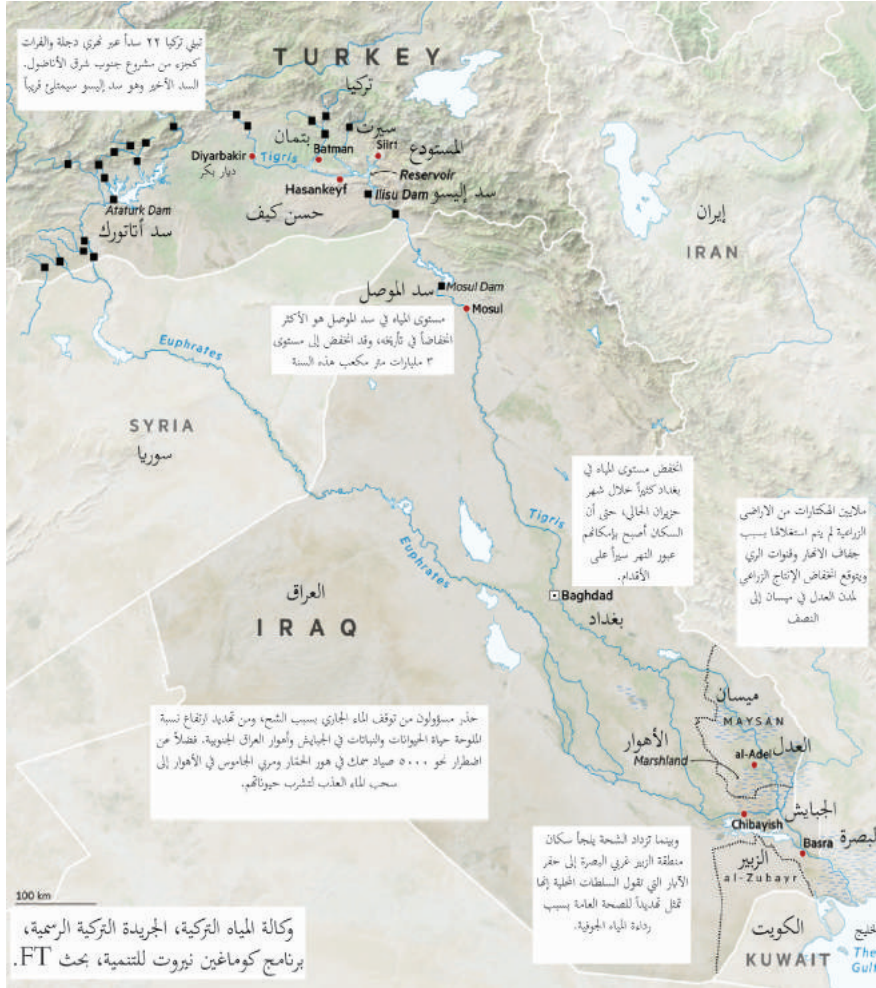 تبني تركيا ٢٢ سداً عبر نهري دجلة والفرات
كجزء من مشروع جنوب شرق الأناضول.
السد الأخير وهو سد إليسو سيمتلئ قريباً
TURKEY
تركيا
سيرت
بتمان
Siirt
Batman
المستودع
Diyarbakir
ديار بكر
Tigris
Reservoir
Hasankeyf
حسن كيف
Ilisu Dam
سد إليسو
Ataturk Dam
سد أتاتورك
إيران
IRAN
سد الموصل
Mosul Dam
Mosul
مستوى المياه في سد الموصل هو الأكثر
انخفاضاً في تأريخه، وقد انخفض إلى مستوى
٣ مليارات متر مكعب هذه السنة
Euphrates
SYRIA
سوريا
انخفض مستوى المياه في
بغداد كثيراً خلال شهر
حزيران الحالي، حتى أن
السكان أصبح بإمكانهم
عبور النهر سيراً على
الأقدام.
ملايين الهكتارات من الاراضي
الزراعية لم يتم استغلالها بسبب
جفاف الانهار وقنوات الري
ويتوقع انخفاض الإنتاج الزراعي
لمدن العدل في ميسان إلى
النصف
Tigris
Euphrates
Baghdad
بغداد
العراق
IRAQ
ميسان
MAYSAN
العدل
al-Adel
الأهوار
Marshland
حذر مسؤولون من توقف الماء الجاري بسبب الشح، ومن تهديد ارتفاع نسبة
الملوحة حياة الحيوانات والنباتات في الجبايش وأهوار العراق الجنوبية. فضلاً عن
اضطرار نحو ٥٠٠٠ صياد سمك في هور الحمّار ومربي الجاموس في الأهوار إلى
سحب الماء العذب لتشرب حيوناتهم.
الجبايش
Chibayish
البصرة
Basra
الزبير
al-Zubayr
وبينما تزداد الشحة يلجأ سكان
منطقة الزبير غربي البصرة إلى حفر
الآبار التي تقول السلطات المحلية إنها
تمثل تهديداً للصحة العامة بسبب
رداءة المياه الجوفية.
100 km
وكالة المياه التركية، الجريدة التركية الرسمية،
برنامج كوماغين نيروت للتنمية، بحث FT.
الكويت
KUWAIT
The
Gulf